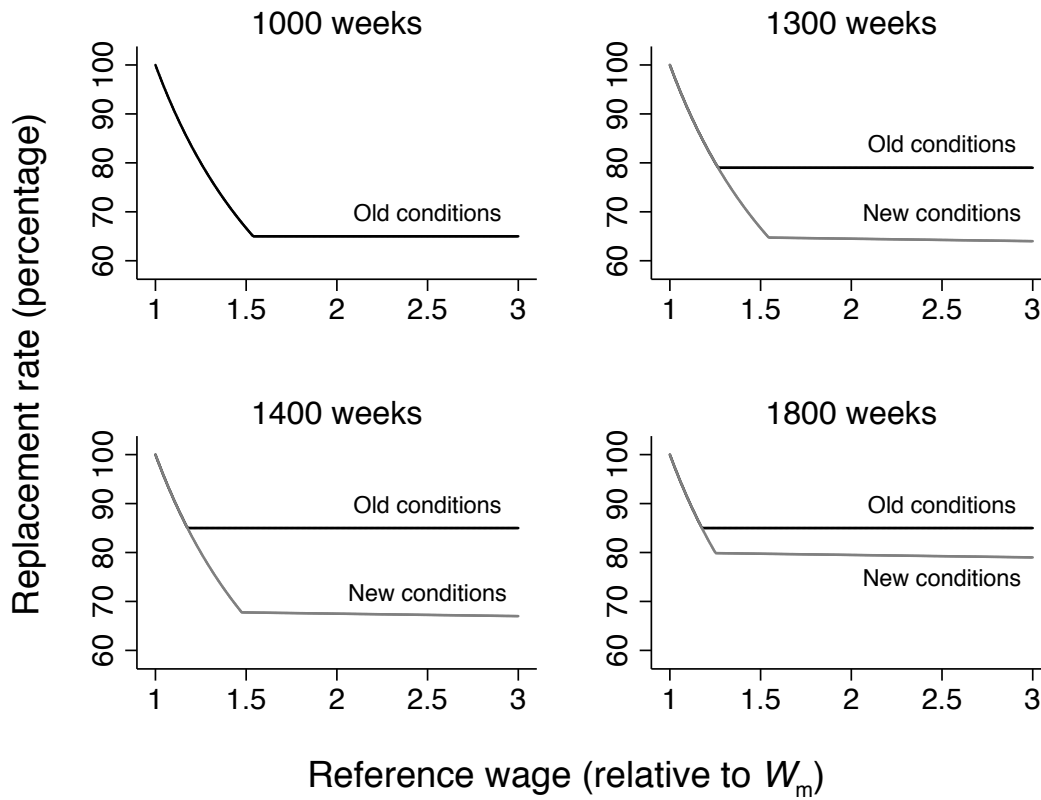 1000 weeks
Replacement rate (percentage)
100
90
80
70
60
Old conditions
1 1.5 2 2.5 3
1300 weeks
100
90
80
70
60
Old conditions
New conditions
1 1.5 2 2.5 3
1400 weeks
100
90
80
70
60
Old conditions
New conditions
1 1.5 2 2.5 3
1800 weeks
100
90
80
70
60
Old conditions
New conditions
1 1.5 2 2.5 3
Reference wage (relative to Wm)